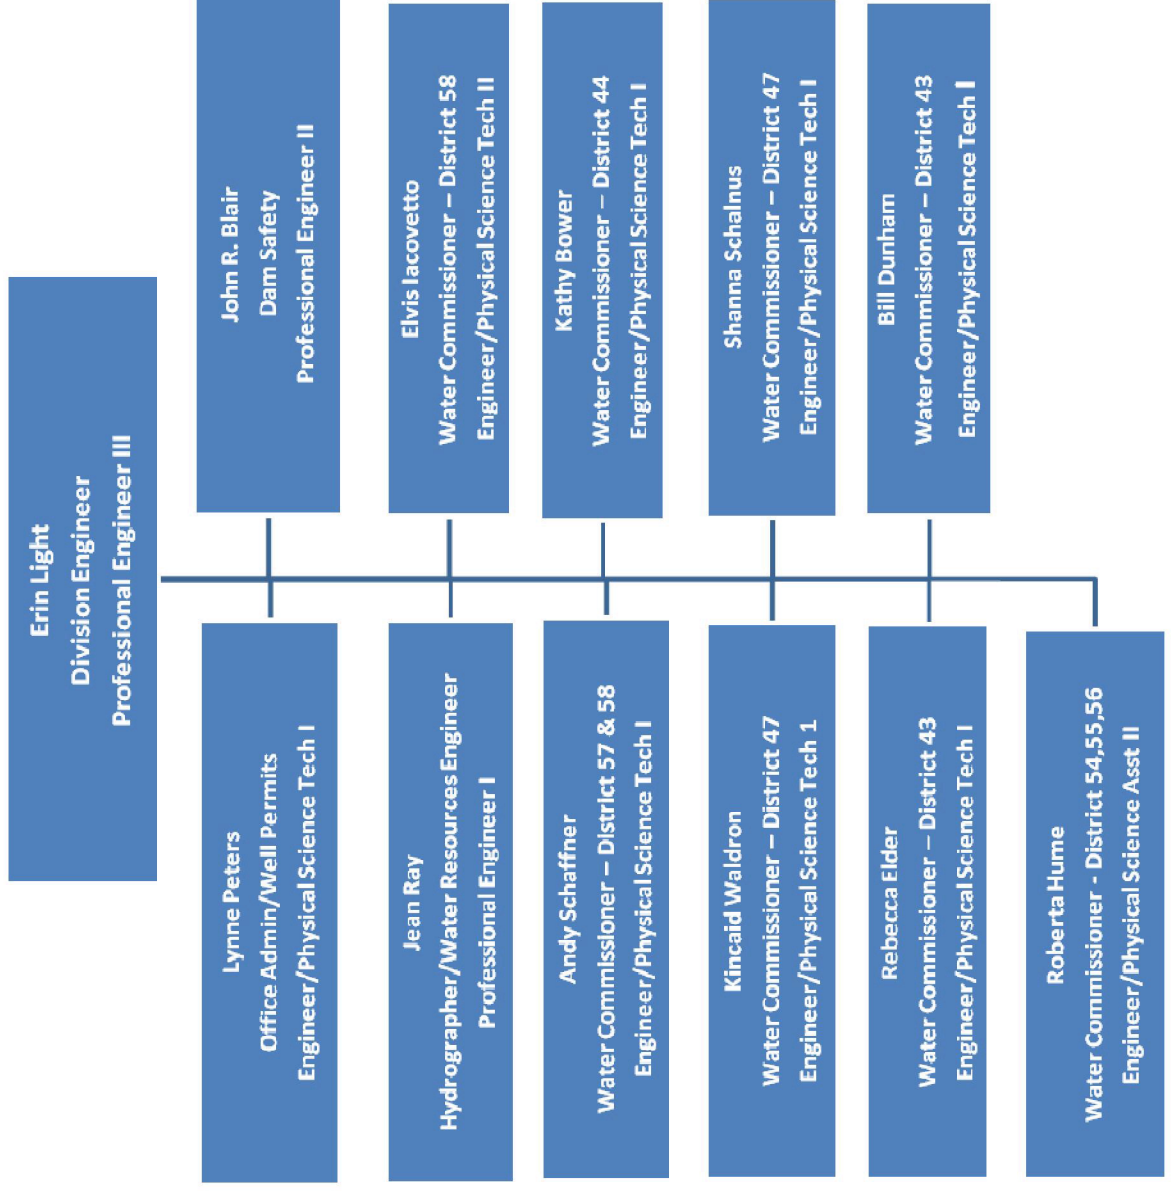 Erin Light
Division Engineer
Professional Engineer III
Lynne Peters
Office Admin/Well Permits
Engineer/Physical Science Tech I
John R. Blair
Dam Safety
Professional Engineer II
Jean Ray
Hydrographer/Water Resources Engineer
Professional Engineer I
Elvis Iacovetto
Water Commissioner – District 58
Engineer/Physical Science Tech II
Andy Schaffner
Water Commissioner – District 57 & 58
Engineer/Physical Science Tech I
Kathy Bower
Water Commissioner – District 44
Engineer/Physical Science Tech I
Kincaid Waldron
Water Commissioner – District 47
Engineer/Physical Science Tech 1
Shanna Schalnus
Water Commissioner – District 47
Engineer/Physical Science Tech I
Rebecca Elder
Water Commissioner – District 43
Engineer/Physical Science Tech I
Bill Dunham
Water Commissioner – District 43
Engineer/Physical Science Tech I
Roberta Hume
Water Commissioner - District 54,55,56
Engineer/Physical Science Asst II